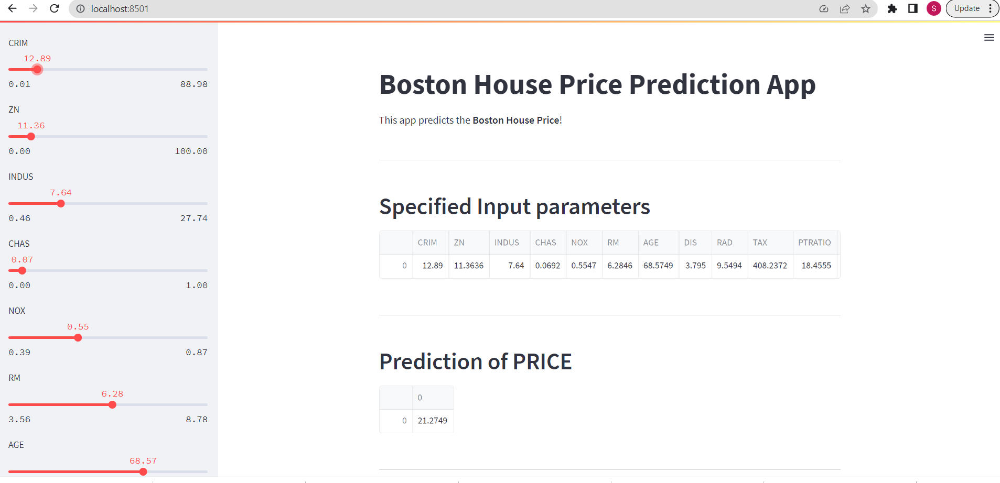 localhost:8501
S
Update
CRIM
12.89
0.01 88.98
ZN
11.36
0.00 100.00
INDUS
7.64
0.46 27.74
CHAS
0.07
0.00 1.00
NOX
0.55
0.39 0.87
RM
6.28
3.56 8.78
AGE
68.57
Boston House Price Prediction App
This app predicts the Boston House Price!
Specified Input parameters
CRIM ZN INDUS CHAS NOX RM AGE DIS RAD TAX PTRATIO
0 12.89 11.3636 7.64 0.0692 0.5547 6.2846 68.5749 3.795 9.5494 408.2372 18.4555
Prediction of PRICE
0
0 21.2749